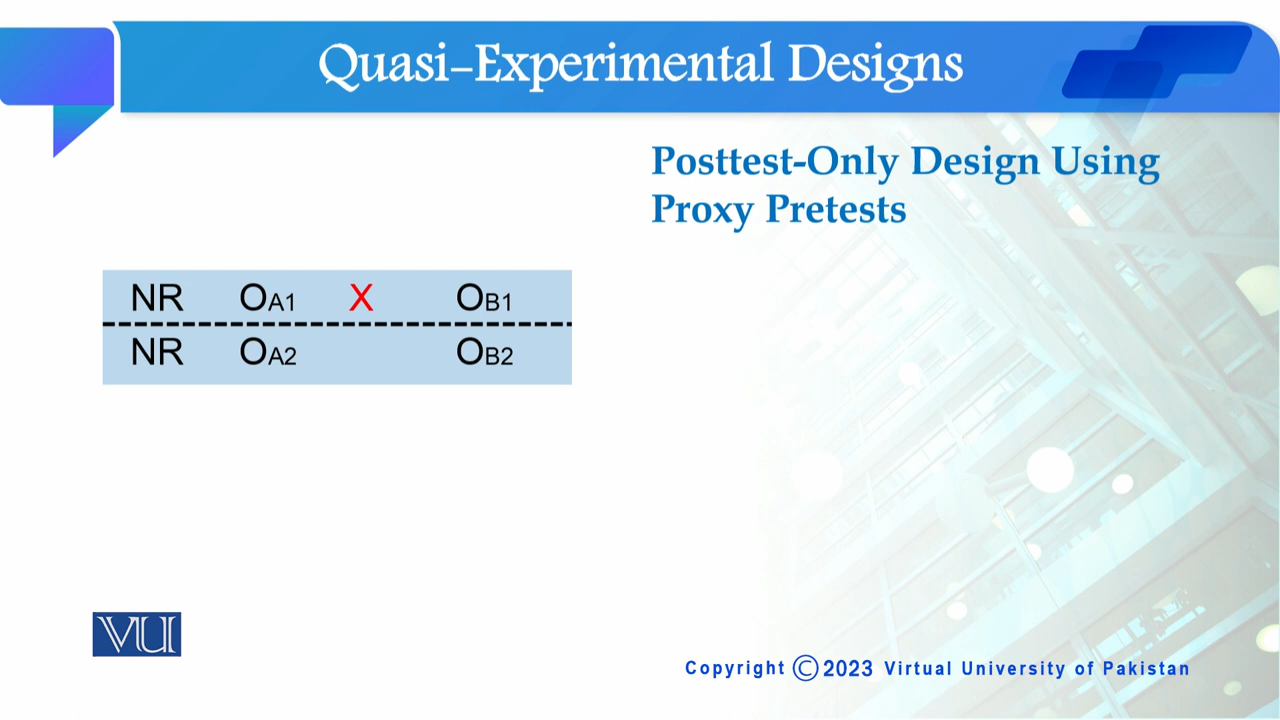 Quasi-Experimental Designs
Posttest-Only Design Using
Proxy Pretests
NR OA1 X OB1
NR OA2 OB2
VU
Copyright ©2023 Virtual University of Pakistan